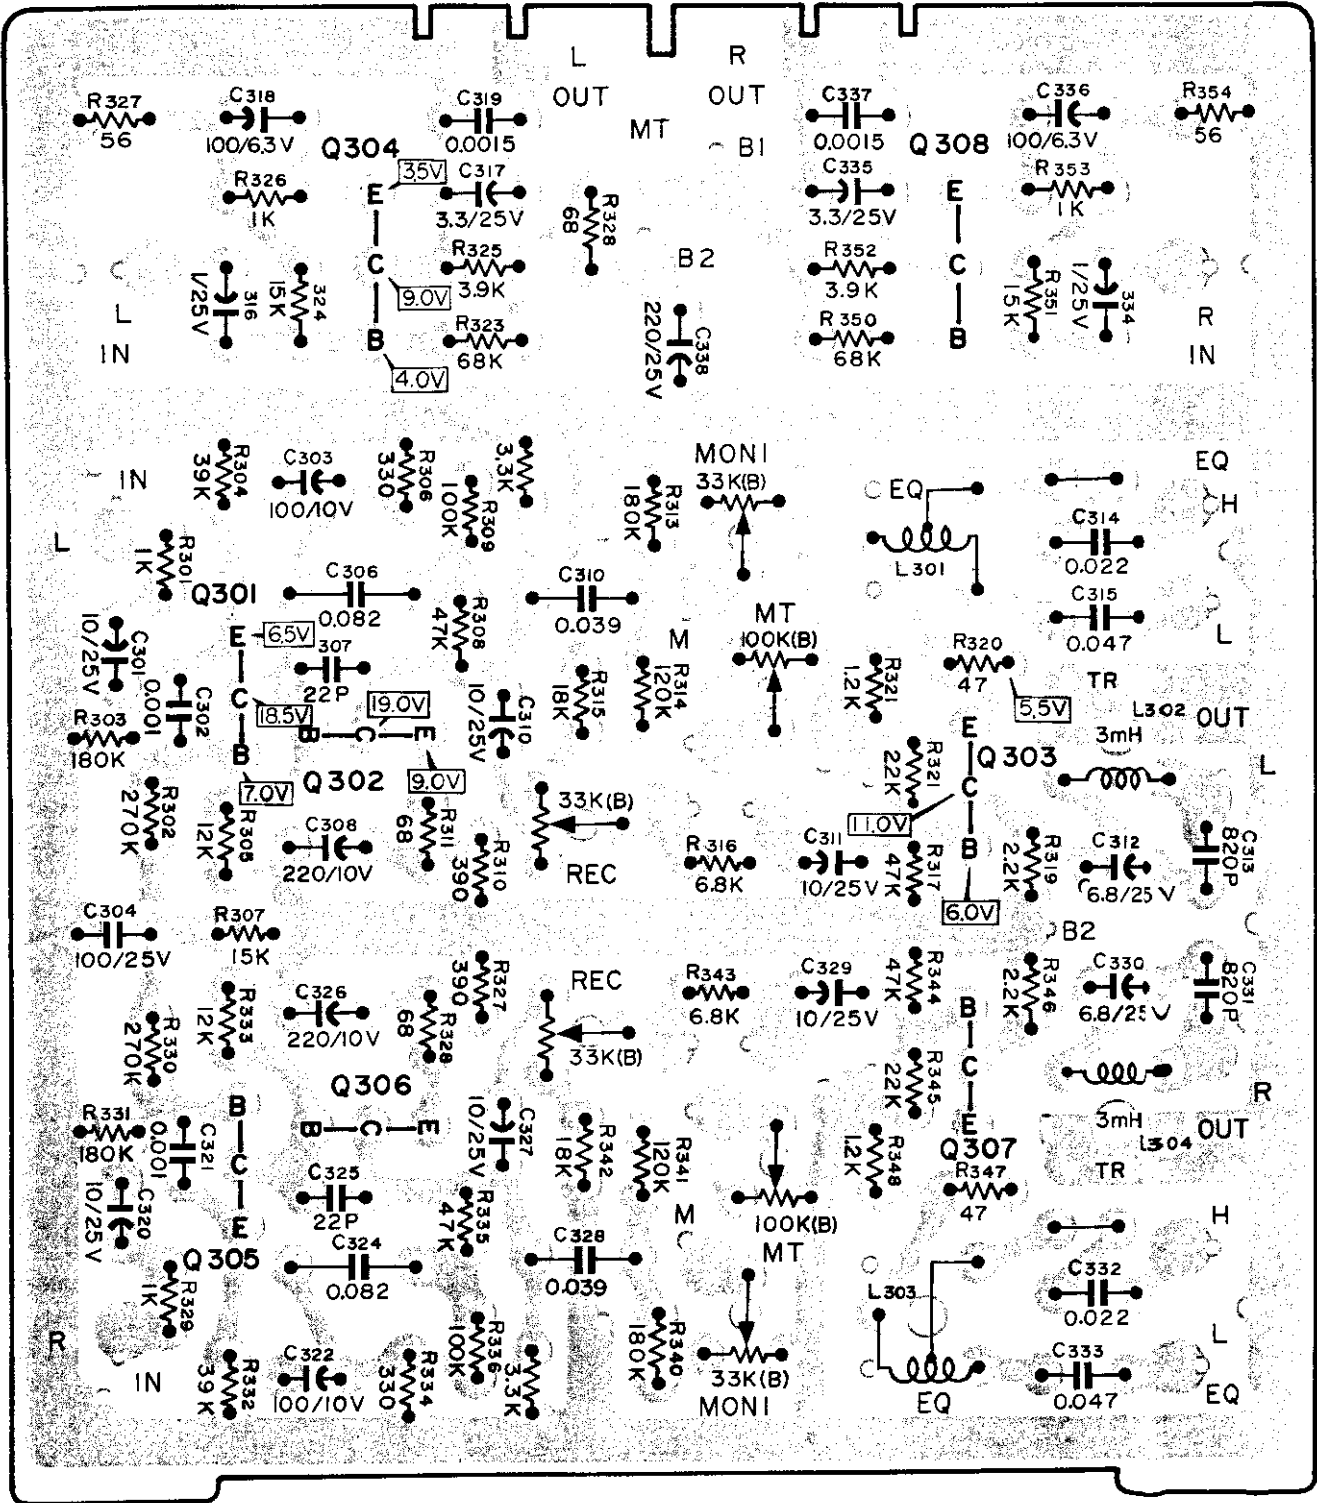 L
R
OUT
OUT
MT
B1
R327
56
C318
100/6.3V
C319
0.0015
C337
0.0015
C336
100/6.3V
R354
56
Q304
Q308
35V
R326
1K
E
C317
3.3/25V
C335
3.3/25V
E
R353
1K
R328
68
B2
316
1/25V
324
15K
C
9.0V
R325
3.9K
R352
3.9K
C
R351
15K
334
1/25V
L
IN
R323
68K
B
4.0V
C338
220/25V
R350
68K
B
R
IN
IN
R304
39K
C303
100/10V
R306
330
R309
100K
3.3K
R313
180K
MONI
33K(B)
EQ
L301
EQ
H
C314
0.022
L
R301
1K
Q301
C306
0.082
R308
47K
C310
0.039
M
MT
100K(B)
C315
0.047
L
C301
10/25V
E
6.5V
307
22P
R314
120K
R315
18K
R321
1.2K
R320
47
5.5V
TR
L302
OUT
3mH
C302
0.001
C
18.5V
19.0V
B
C
E
C310
10/25V
R303
180K
B
7.0V
Q302
9.0V
R321
22K
E
Q303
C
L
R302
270K
R305
12K
C308
220/10V
R311
68
R310
390
33K(B)
REC
R316
6.8K
11.0V
C311
10/25V
R317
47K
B
6.0V
R319
2.2K
C312
6.8/25V
C313
820P
C304
100/25V
R307
15K
B2
R333
12K
C326
220/10V
R327
390
R328
68
REC
33K(B)
R343
6.8K
C329
10/25V
R344
47K
B
R346
2.2K
C330
6.8/25V
C331
820P
R330
270K
Q306
R345
22K
C
R
R331
180K
C321
0.001
B
B
C
E
C327
10/25V
R342
18K
R341
120K
R348
1.2K
E
Q307
3mH
L304
OUT
TR
C320
10/25V
C
E
C325
22P
R335
47K
M
100K(B)
MT
R347
47
H
Q305
C324
0.082
C328
0.039
L303
C332
0.022
R329
1K
R
IN
R332
39K
C322
100/10V
R334
330
R336
100K
3.3K
R340
180K
33K(B)
MONI
EQ
C333
0.047
L
EQ